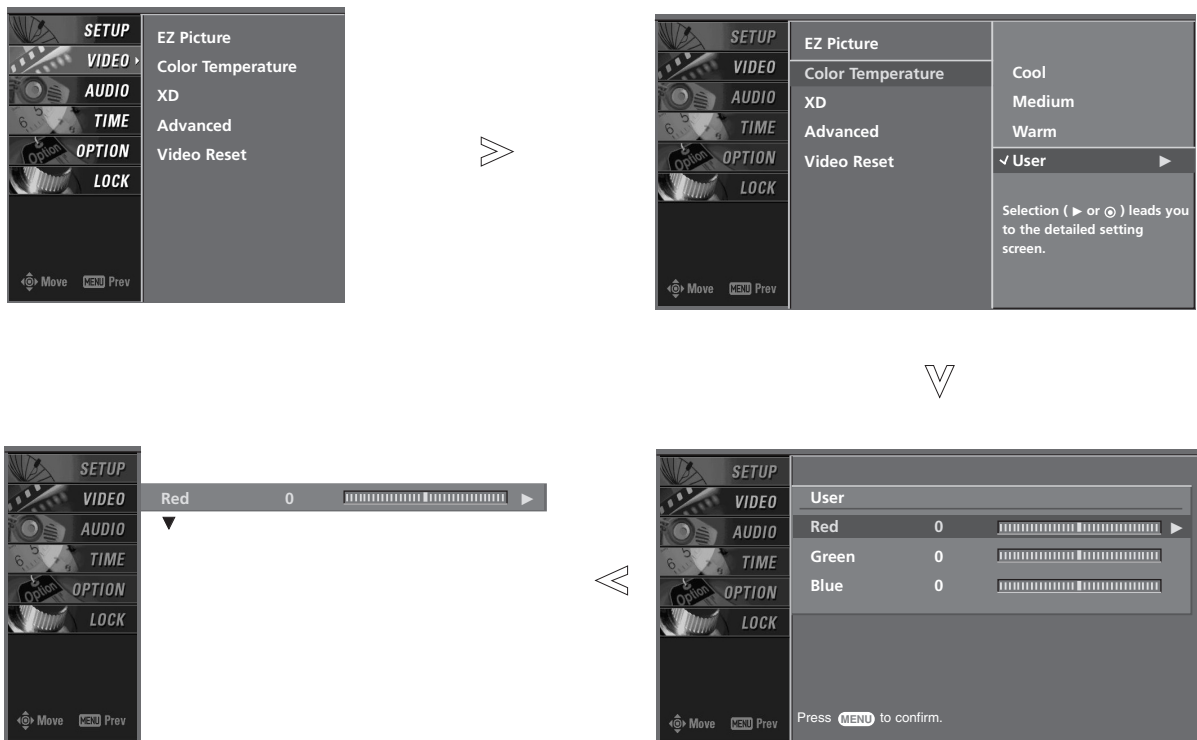 SETUP
VIDEO
AUDIO
TIME
OPTION
LOCK
Move MENU Prev
EZ Picture
Color Temperature
XD
Advanced
Video Reset
SETUP
VIDEO
AUDIO
TIME
OPTION
LOCK
Move MENU Prev
EZ Picture
Color Temperature
XD
Advanced
Video Reset
Cool
Medium
Warm
✓ User ▶
Selection ( ▶ or ◉ ) leads you
to the detailed setting
screen.
SETUP
VIDEO
AUDIO
TIME
OPTION
LOCK
Move MENU Prev
Red 0 ▶
▼
SETUP
VIDEO
AUDIO
TIME
OPTION
LOCK
Move MENU Prev
User
Red 0 ▶
Green 0
Blue 0
Press MENU to confirm.